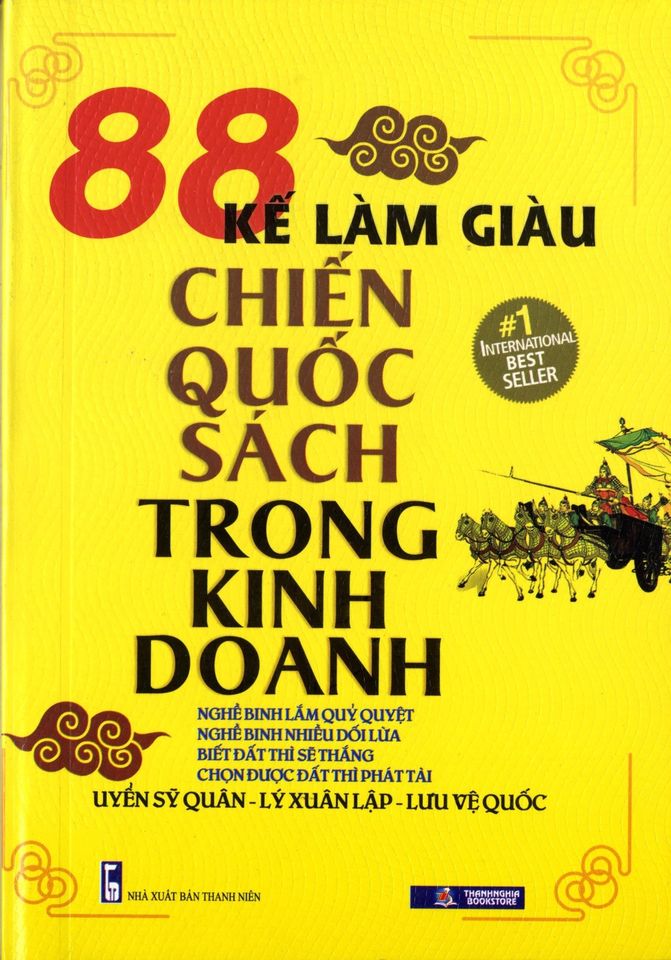 88
KẾ LÀM GIÀU
CHIẾN
QUỐC
SÁCH
TRONG
KINH
DOANH
#1
INTERNATIONAL
BEST
SELLER
NGHỀ BINH LẮM QUỶ QUYỆT
NGHỀ BINH NHIỀU DỐI LỪA
BIẾT ĐẤT THÌ SẼ THẮNG
CHỌN ĐƯỢC ĐẤT THÌ PHÁT TÀI
UYỂN SỸ QUÂN - LÝ XUÂN LẬP - LƯU VỆ QUỐC
NHÀ XUẤT BẢN THANH NIÊN
THANHNGHIA
BOOKSTORE